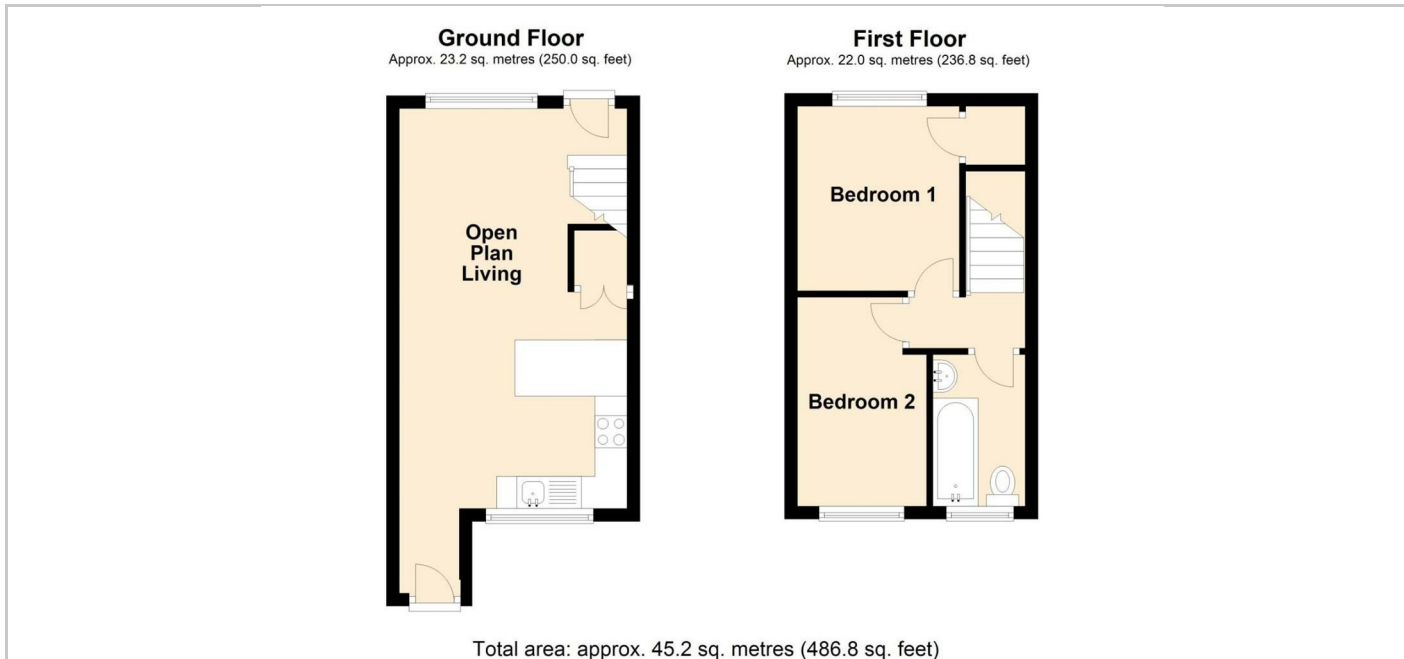 Ground Floor
Approx. 23.2 sq. metres (250.0 sq. feet)
Open
Plan
Living
First Floor
Approx. 22.0 sq. metres (236.8 sq. feet)
Bedroom 1
Bedroom 2
Total area: approx. 45.2 sq. metres (486.8 sq. feet)